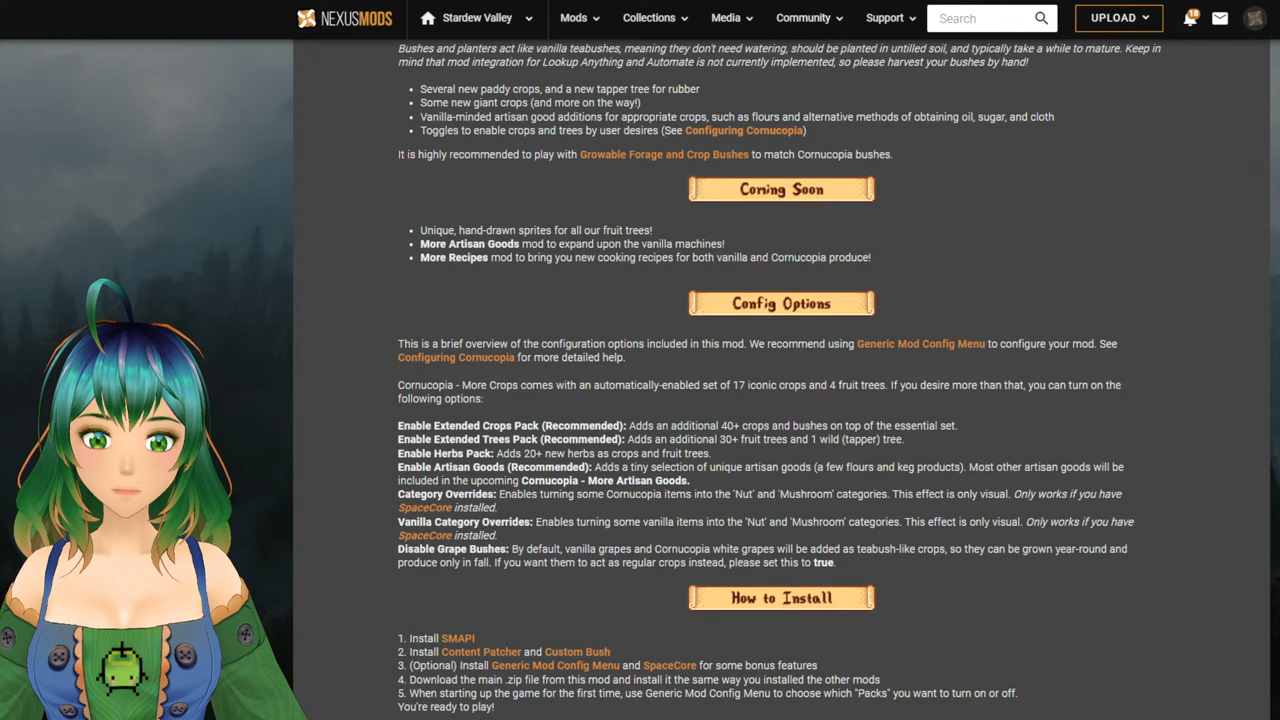 NEXUSMODS Stardew Valley Mods Collections Media Community Support Search UPLOAD 18
Bushes and planters act like vanilla teabushes, meaning they don't need watering, should be planted in untilled soil, and typically take a while to mature. Keep in
mind that mod integration for Lookup Anything and Automate is not currently implemented, so please harvest your bushes by hand!
• Several new paddy crops, and a new tapper tree for rubber
• Some new giant crops (and more on the way!)
• Vanilla-minded artisan good additions for appropriate crops, such as flours and alternative methods of obtaining oil, sugar, and cloth
• Toggles to enable crops and trees by user desires (See Configuring Cornucopia)
It is highly recommended to play with Growable Forage and Crop Bushes to match Cornucopia bushes.
Coming Soon
• Unique, hand-drawn sprites for all our fruit trees!
• More Artisan Goods mod to expand upon the vanilla machines!
• More Recipes mod to bring you new cooking recipes for both vanilla and Cornucopia produce!
Config Options
This is a brief overview of the configuration options included in this mod. We recommend using Generic Mod Config Menu to configure your mod. See
Configuring Cornucopia for more detailed help.
Cornucopia - More Crops comes with an automatically-enabled set of 17 iconic crops and 4 fruit trees. If you desire more than that, you can turn on the
following options:
Enable Extended Crops Pack (Recommended): Adds an additional 40+ crops and bushes on top of the essential set.
Enable Extended Trees Pack (Recommended): Adds an additional 30+ fruit trees and 1 wild (tapper) tree.
Enable Herbs Pack: Adds 20+ new herbs as crops and fruit trees.
Enable Artisan Goods (Recommended): Adds a tiny selection of unique artisan goods (a few flours and keg products). Most other artisan goods will be
included in the upcoming Cornucopia - More Artisan Goods.
Category Overrides: Enables turning some Cornucopia items into the 'Nut' and 'Mushroom' categories. This effect is only visual. Only works if you have
SpaceCore installed.
Vanilla Category Overrides: Enables turning some vanilla items into the 'Nut' and 'Mushroom' categories. This effect is only visual. Only works if you have
SpaceCore installed.
Disable Grape Bushes: By default, vanilla grapes and Cornucopia white grapes will be added as teabush-like crops, so they can be grown year-round and
produce only in fall. If you want them to act as regular crops instead, please set this to true.
How to Install
1. Install SMAPI
2. Install Content Patcher and Custom Bush
3. (Optional) Install Generic Mod Config Menu and SpaceCore for some bonus features
4. Download the main .zip file from this mod and install it the same way you installed the other mods
5. When starting up the game for the first time, use Generic Mod Config Menu to choose which "Packs" you want to turn on or off.
You're ready to play!